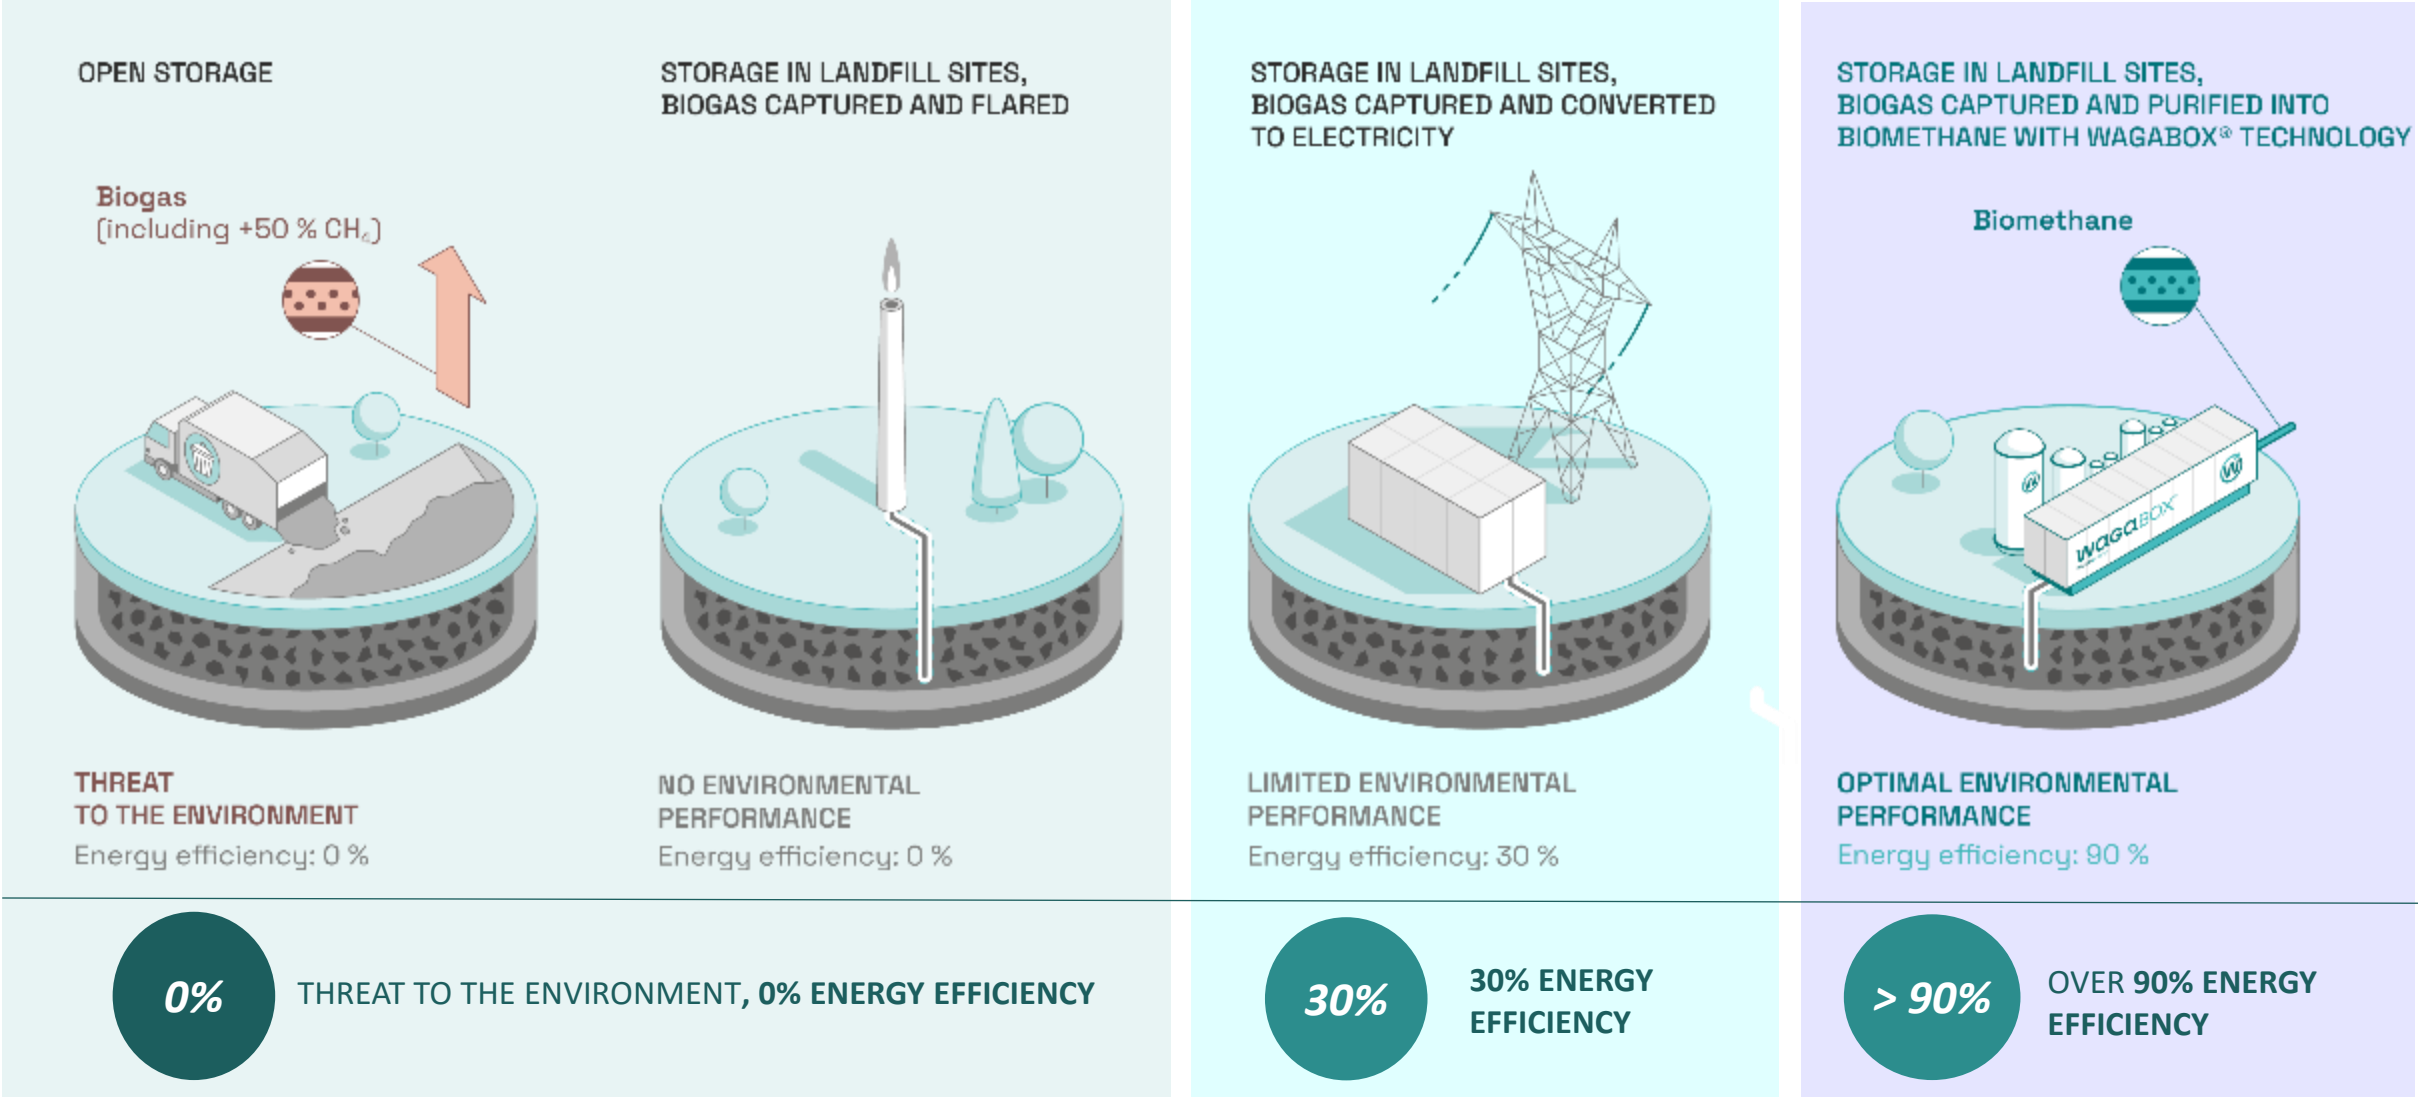 OPEN STORAGE
Biogas
(including +50 % CH₄)
THREAT
TO THE ENVIRONMENT
Energy efficiency: 0 %
STORAGE IN LANDFILL SITES,
BIOGAS CAPTURED AND FLARED
NO ENVIRONMENTAL
PERFORMANCE
Energy efficiency: 0 %
STORAGE IN LANDFILL SITES,
BIOGAS CAPTURED AND CONVERTED
TO ELECTRICITY
LIMITED ENVIRONMENTAL
PERFORMANCE
Energy efficiency: 30 %
STORAGE IN LANDFILL SITES,
BIOGAS CAPTURED AND PURIFIED INTO
BIOMETHANE WITH WAGABOX® TECHNOLOGY
Biomethane
WAGABOX
W
W
OPTIMAL ENVIRONMENTAL
PERFORMANCE
Energy efficiency: 90 %
0%
THREAT TO THE ENVIRONMENT, 0% ENERGY EFFICIENCY
30%
30% ENERGY
EFFICIENCY
> 90%
OVER 90% ENERGY
EFFICIENCY